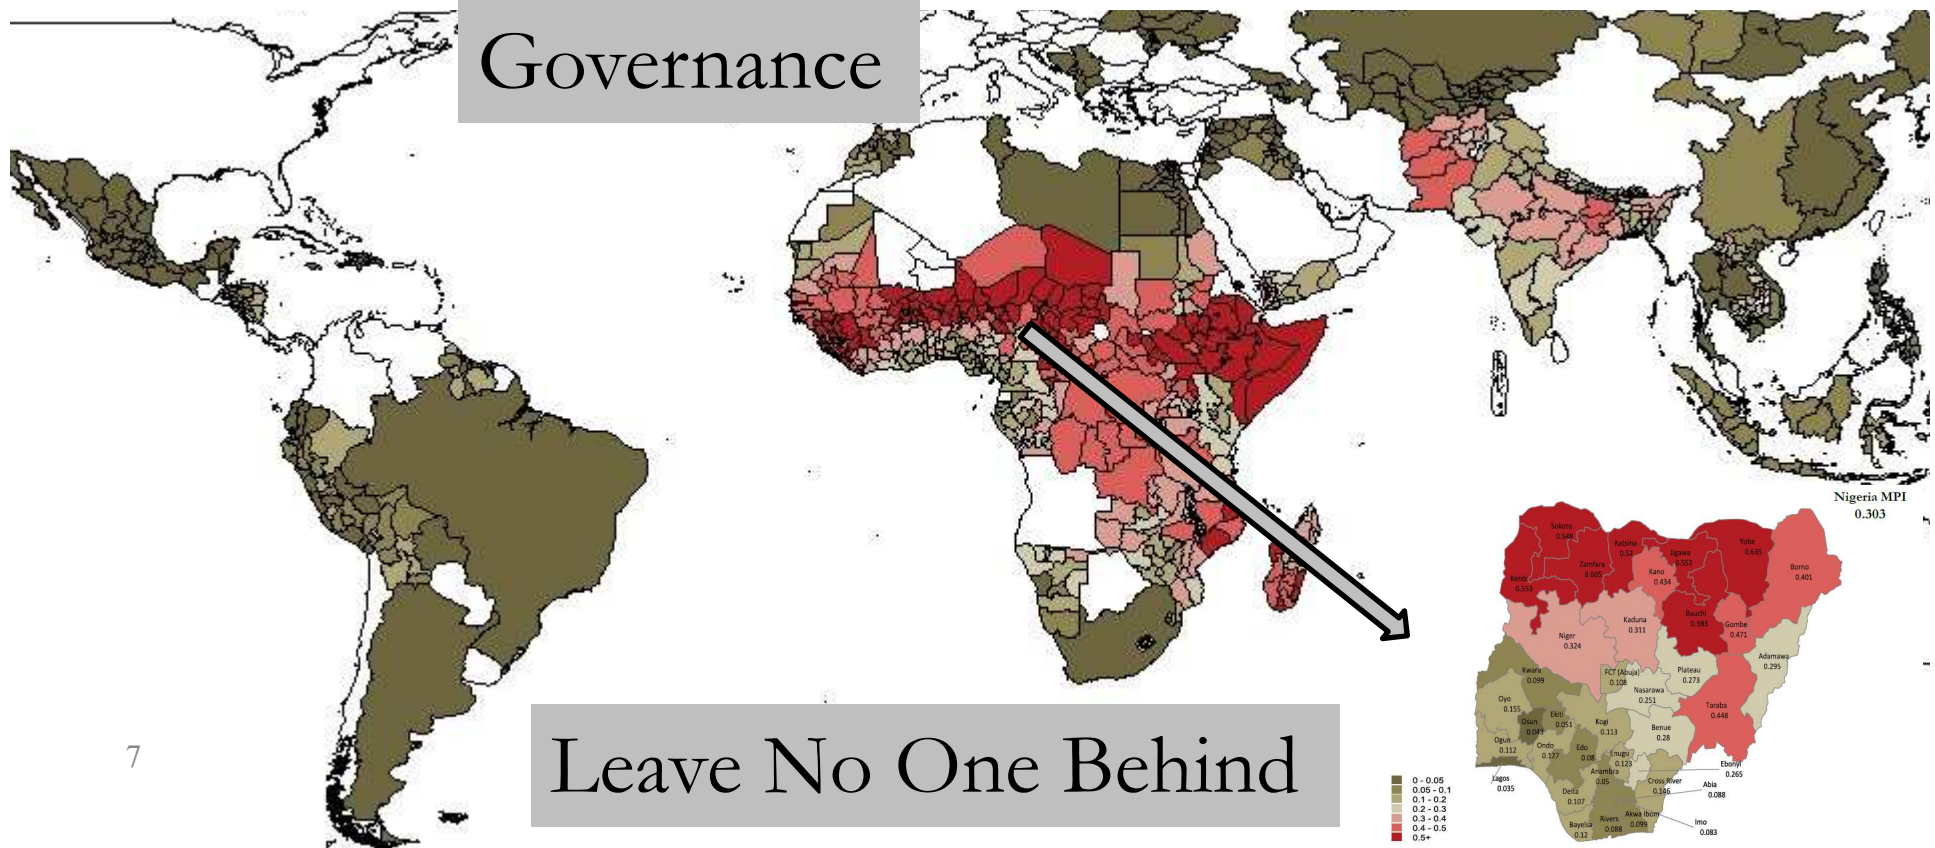 Governance
Nigeria MPI
0.303
Sokoto
0.548
Katsina
0.52
Jigawa
0.552
Yobe
0.635
Zamfara
0.605
Kano
0.434
Borno
0.401
Kebbi
0.553
Bauchi
0.583
Gombe
0.471
Kaduna
0.311
Niger
0.324
Adamawa
0.295
Plateau
0.273
FCT (Abuja)
0.108
Kwara
0.099
Nasarawa
0.251
Oyo
0.155
Taraba
0.448
Ekiti
0.051
Osun
0.043
Kogi
0.113
Benue
0.28
Ogun
0.112
Ondo
0.127
Edo
0.08
Enugu
0.123
Ebonyi
0.265
Anambra
0.05
Cross River
0.146
Abia
0.088
Lagos
0.035
Delta
0.107
Akwa Ibom
0.099
Rivers
0.088
Imo
0.083
Bayelsa
0.12
7
Leave No One Behind
0 - 0.05
0.05 - 0.1
0.1 - 0.2
0.2 - 0.3
0.3 - 0.4
0.4 - 0.5
0.5+